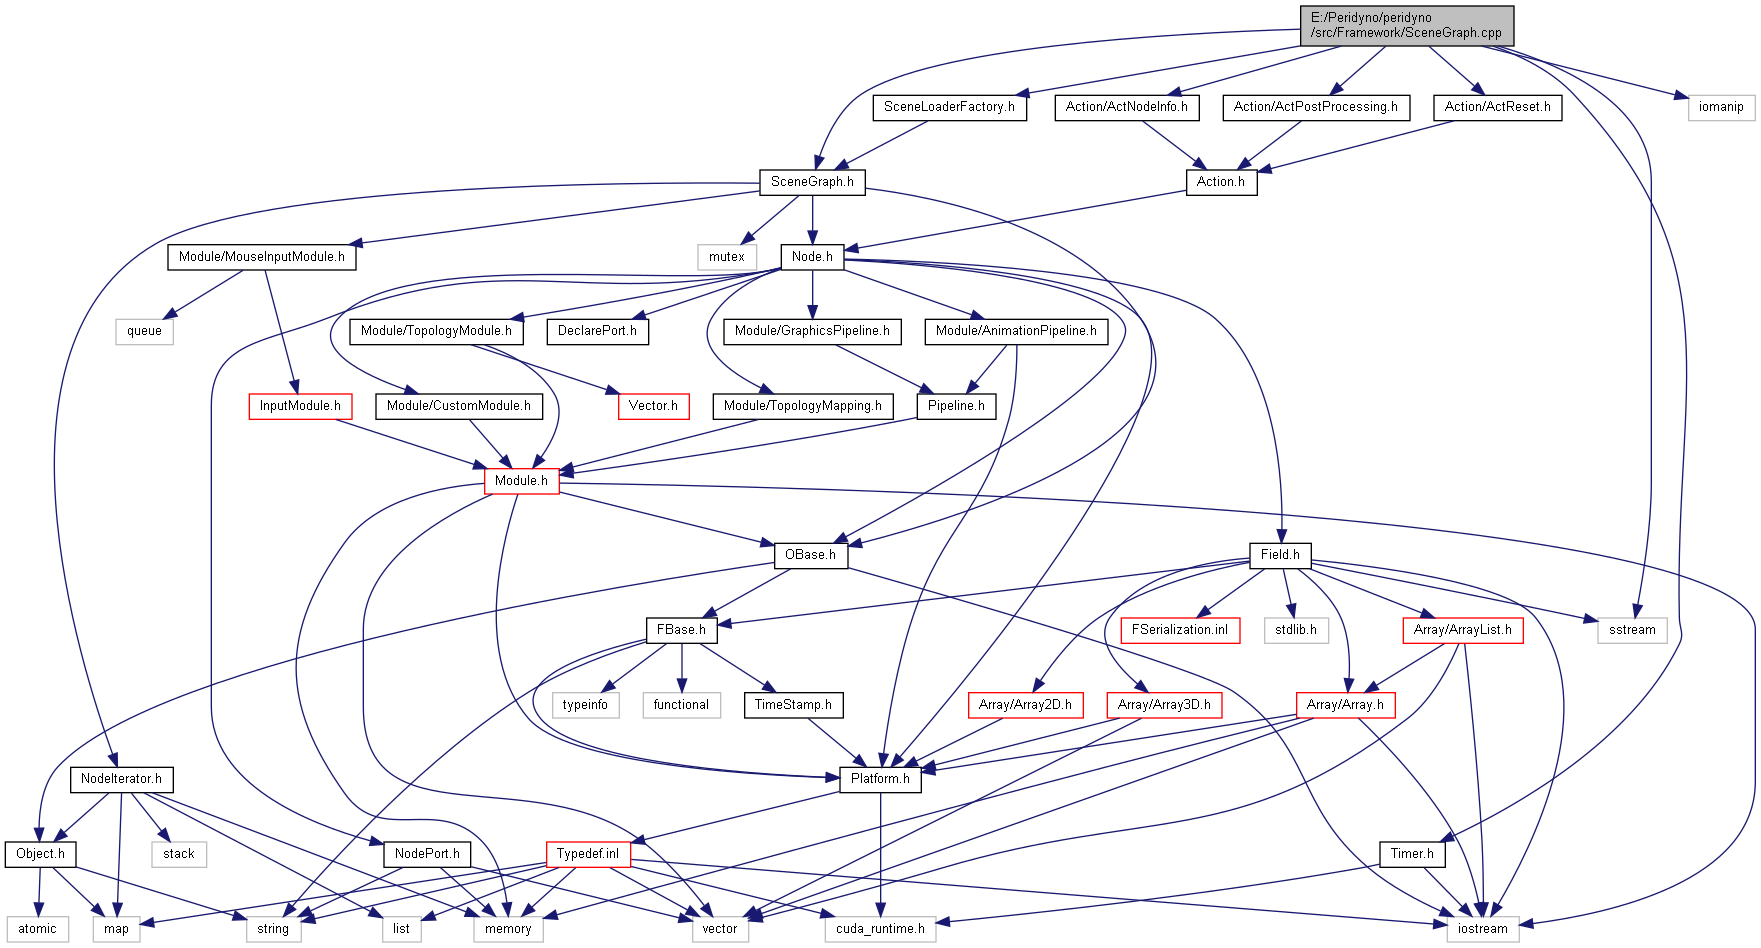 E:/Peridyno/peridyno
/src/Framework/SceneGraph.cpp
SceneLoaderFactory.h
Action/ActNodeInfo.h
Action/ActPostProcessing.h
Action/ActReset.h
iomanip
SceneGraph.h
Action.h
Module/MouseInputModule.h
mutex
Node.h
queue
Module/TopologyModule.h
DeclarePort.h
Module/GraphicsPipeline.h
Module/AnimationPipeline.h
InputModule.h
Module/CustomModule.h
Vector.h
Module/TopologyMapping.h
Pipeline.h
Module.h
OBase.h
Field.h
FBase.h
FSerialization.inl
stdlib.h
Array/ArrayList.h
sstream
typeinfo
functional
TimeStamp.h
Array/Array2D.h
Array/Array3D.h
Array/Array.h
NodeIterator.h
Platform.h
Object.h
stack
NodePort.h
Typedef.inl
Timer.h
atomic
map
string
list
memory
vector
cuda_runtime.h
iostream